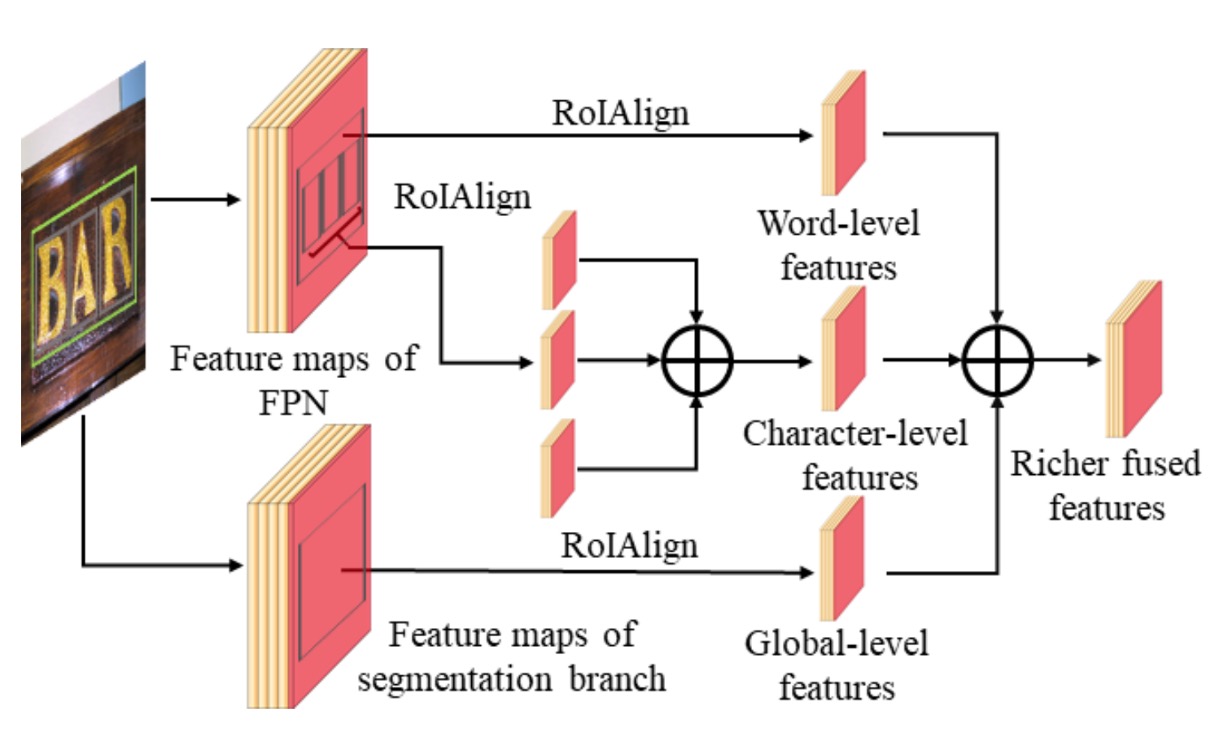 BAR
RoIAlign
RoIAlign
Word-level
features
Feature maps of
FPN
Character-level
features
Richer fused
features
RoIAlign
Feature maps of
segmentation branch
Global-level
features